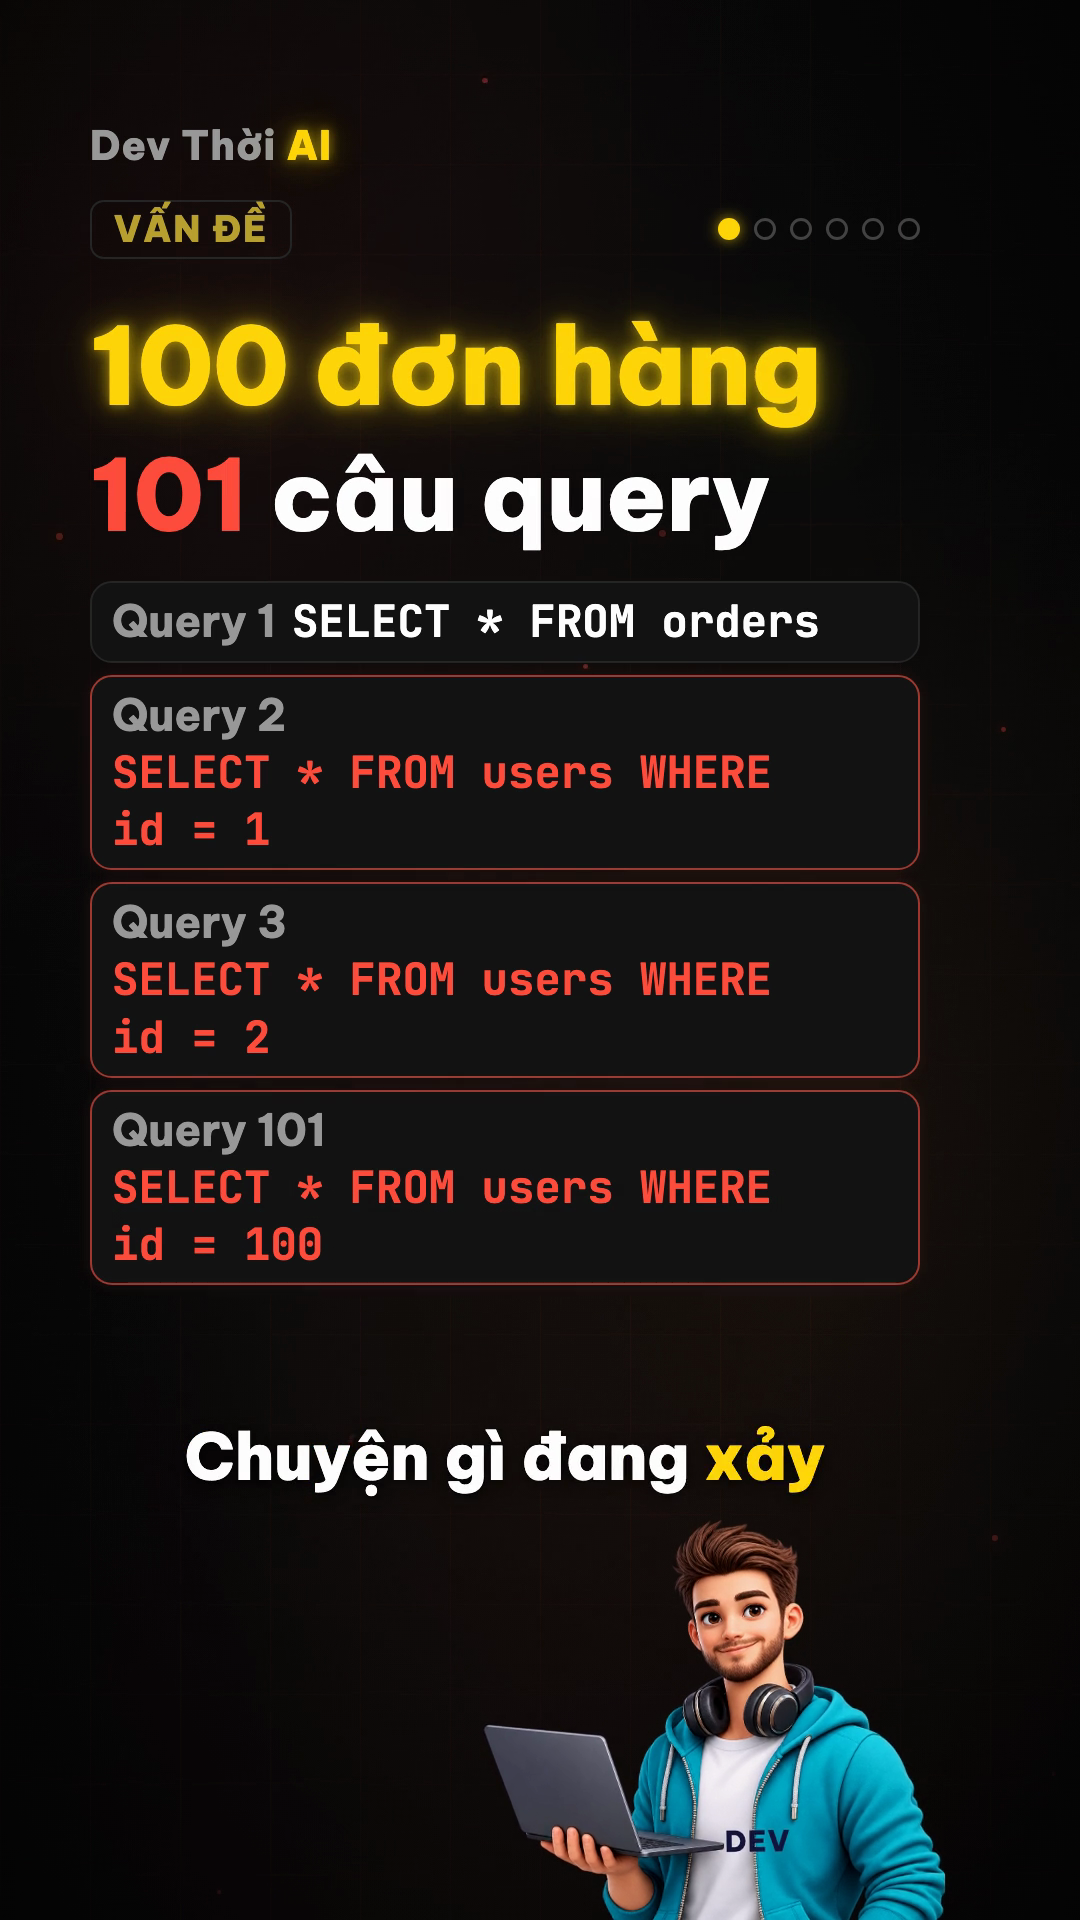 Dev Thời AI
VẤN ĐỀ
100 đơn hàng
101 câu query
Query 1 SELECT * FROM orders
Query 2
SELECT * FROM users WHERE
id = 1
Query 3
SELECT * FROM users WHERE
id = 2
Query 101
SELECT * FROM users WHERE
id = 100
Chuyện gì đang xảy
DEV